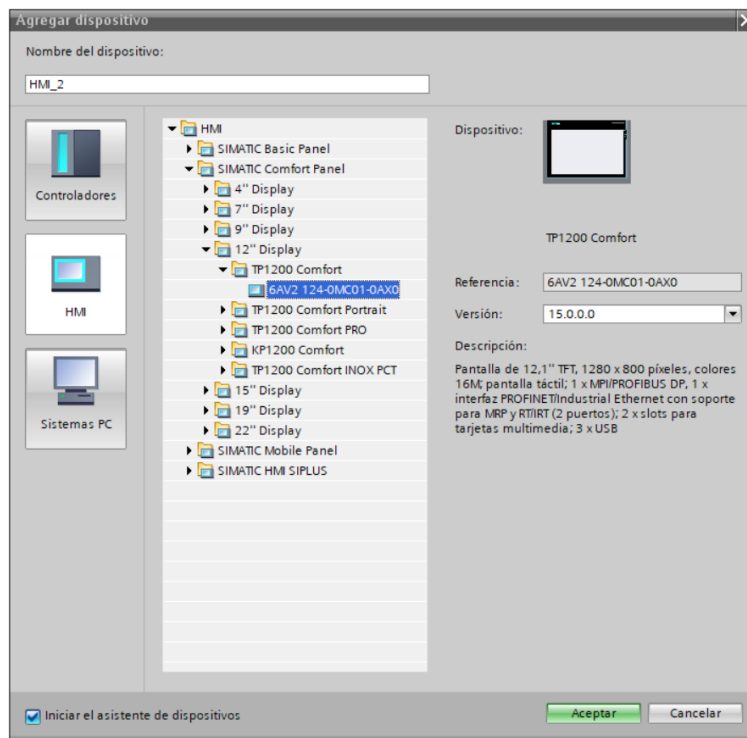 Agregar dispositivo
Nombre del dispositivo:
HMI_2
Controladores
HMI
Sistemas PC
HMI
SIMATIC Basic Panel
SIMATIC Comfort Panel
4'' Display
7'' Display
9'' Display
12'' Display
TP1200 Comfort
6AV2 124-0MC01-0AX0
TP1200 Comfort Portrait
TP1200 Comfort PRO
KP1200 Comfort
TP1200 Comfort INOX PCT
15'' Display
19'' Display
22'' Display
SIMATIC Mobile Panel
SIMATIC HMI SIPLUS
Dispositivo:
TP1200 Comfort
Referencia: 6AV2 124-0MC01-0AX0
Versión: 15.0.0.0
Descripción:
Pantalla de 12,1'' TFT, 1280 x 800 píxeles, colores
16M; pantalla táctil; 1 x MPI/PROFIBUS DP, 1 x
interfaz PROFINET/Industrial Ethernet con soporte
para MRP y RT/IRT (2 puertos); 2 x slots para
tarjetas multimedia; 3 x USB
Iniciar el asistente de dispositivos
Aceptar
Cancelar